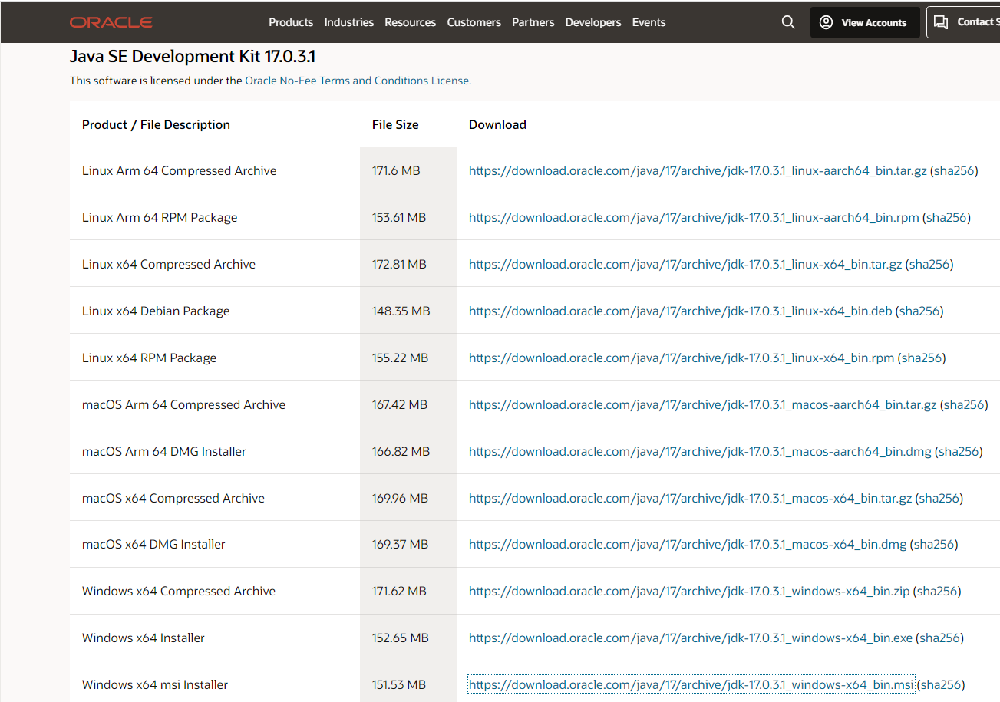 ORACLE Products Industries Resources Customers Partners Developers Events View Accounts Contact S
Java SE Development Kit 17.0.3.1
This software is licensed under the Oracle No-Fee Terms and Conditions License.
Product / File Description File Size Download
Linux Arm 64 Compressed Archive 171.6 MB https://download.oracle.com/java/17/archive/jdk-17.0.3.1_linux-aarch64_bin.tar.gz (sha256)
Linux Arm 64 RPM Package 153.61 MB https://download.oracle.com/java/17/archive/jdk-17.0.3.1_linux-aarch64_bin.rpm (sha256)
Linux x64 Compressed Archive 172.81 MB https://download.oracle.com/java/17/archive/jdk-17.0.3.1_linux-x64_bin.tar.gz (sha256)
Linux x64 Debian Package 148.35 MB https://download.oracle.com/java/17/archive/jdk-17.0.3.1_linux-x64_bin.deb (sha256)
Linux x64 RPM Package 155.22 MB https://download.oracle.com/java/17/archive/jdk-17.0.3.1_linux-x64_bin.rpm (sha256)
macOS Arm 64 Compressed Archive 167.42 MB https://download.oracle.com/java/17/archive/jdk-17.0.3.1_macos-aarch64_bin.tar.gz (sha256)
macOS Arm 64 DMG Installer 166.82 MB https://download.oracle.com/java/17/archive/jdk-17.0.3.1_macos-aarch64_bin.dmg (sha256)
macOS x64 Compressed Archive 169.96 MB https://download.oracle.com/java/17/archive/jdk-17.0.3.1_macos-x64_bin.tar.gz (sha256)
macOS x64 DMG Installer 169.37 MB https://download.oracle.com/java/17/archive/jdk-17.0.3.1_macos-x64_bin.dmg (sha256)
Windows x64 Compressed Archive 171.62 MB https://download.oracle.com/java/17/archive/jdk-17.0.3.1_windows-x64_bin.zip (sha256)
Windows x64 Installer 152.65 MB https://download.oracle.com/java/17/archive/jdk-17.0.3.1_windows-x64_bin.exe (sha256)
Windows x64 msi Installer 151.53 MB https://download.oracle.com/java/17/archive/jdk-17.0.3.1_windows-x64_bin.msi (sha256)